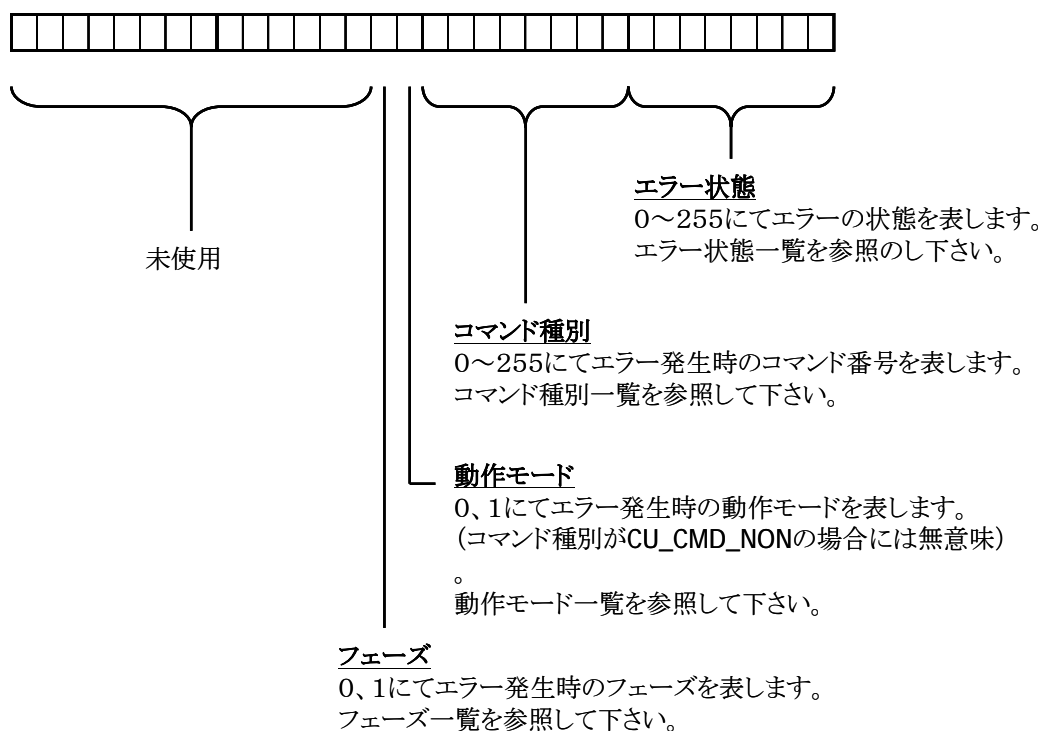 エラー状態
0～255にてエラーの状態を表します。
エラー状態一覧を参照のし下さい。
未使用
コマンド種別
0～255にてエラー発生時のコマンド番号を表します。
コマンド種別一覧を参照して下さい。
動作モード
0、1にてエラー発生時の動作モードを表します。
（コマンド種別がCU_CMD_NONの場合には無意味）
。
動作モード一覧を参照して下さい。
フェーズ
0、1にてエラー発生時のフェーズを表します。
フェーズ一覧を参照して下さい。